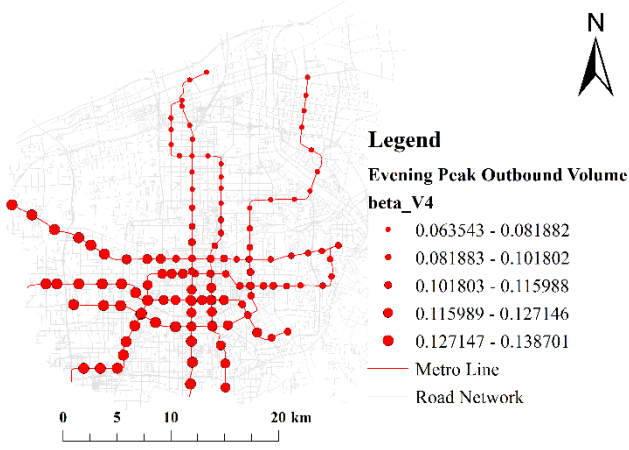 N
Legend
Evening Peak Outbound Volume
beta_V4
0.063543 - 0.081882
0.081883 - 0.101802
0.101803 - 0.115988
0.115989 - 0.127146
0.127147 - 0.138701
Metro Line
Road Network
0 5 10 20 km